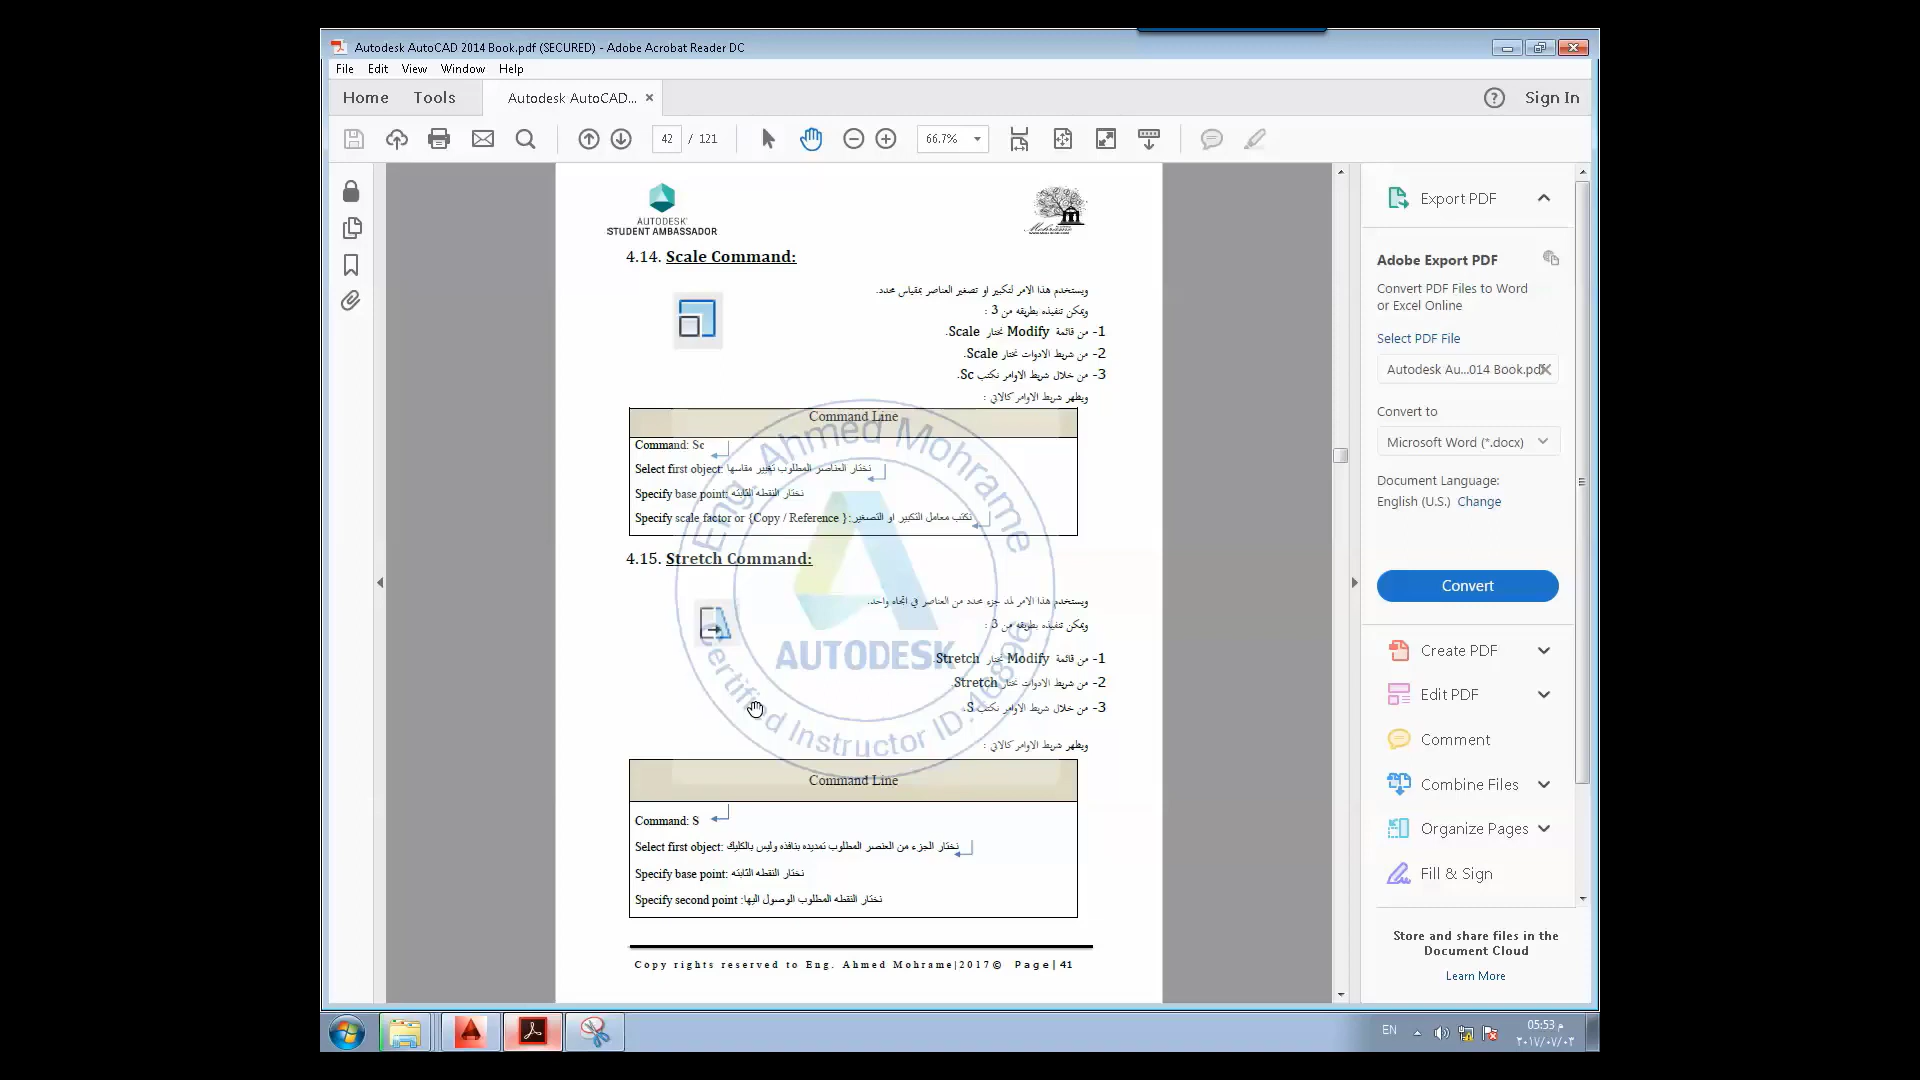 Autodesk AutoCAD 2014 Book.pdf (SECURED) - Adobe Acrobat Reader DC
File Edit View Window Help
Home Tools Autodesk AutoCAD... Sign In
42 / 121 66.7%
AUTODESK
STUDENT AMBASSADOR
Mohrame
4.14. Scale Command:
ويستخدم هذا الامر لتكبير او تصغير العناصر بمقياس محدد.
ويمكن تنفيذه بطريقه من 3 :
1- من قائمة Modify نختار Scale.
2- من شريط الادوات نختار Scale.
3- من خلال شريط الاوامر نكتب Sc.
ويظهر شريط الاوامر كالاتي :
Command Line
Command: Sc
Select first object: نختار العناصر المطلوب تغيير مقاسها
Specify base point: نختار النقطه الثابته
Specify scale factor or {Copy / Reference }: نكتب معامل التكبير او التصغير
4.15. Stretch Command:
ويستخدم هذا الامر لمد جزء محدد من العناصر في اتجاه واحد.
ويمكن تنفيذه بطريقه من 3 :
1- من قائمة Modify نختار Stretch
2- من شريط الادوات نختار Stretch
3- من خلال شريط الاوامر نكتب S.
ويظهر شريط الاوامر كالاتي :
Command Line
Command: S
Select first object: نختار الجزء من العنصر المطلوب تمديده بنافذه وليس بالكليك
Specify base point: نختار النقطه الثابته
Specify second point : نختار النقطه المطلوب الوصول اليها
Copy rights reserved to Eng. Ahmed Mohrame|2017© Page|41
Eng. Ahmed Mohrame
AUTODESK
Certified Instructor ID:46896
Export PDF
Adobe Export PDF
Convert PDF Files to Word
or Excel Online
Select PDF File
Autodesk Au...014 Book.pdf
Convert to
Microsoft Word (*.docx)
Document Language:
English (U.S.) Change
Convert
Create PDF
Edit PDF
Comment
Combine Files
Organize Pages
Fill & Sign
Store and share files in the
Document Cloud
Learn More
EN
05:53 م
٢٠١٧/٠٧/٠٣